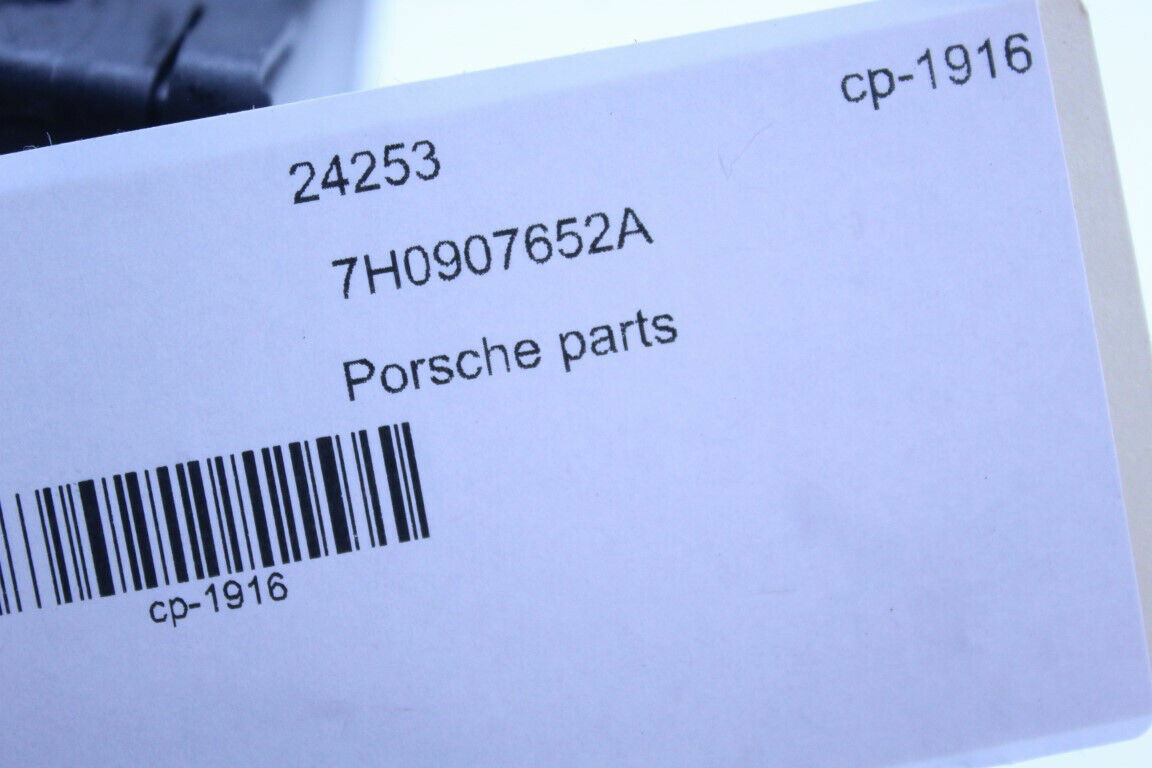 cp-1916
24253
7H0907652A
Porsche parts
cp-1916